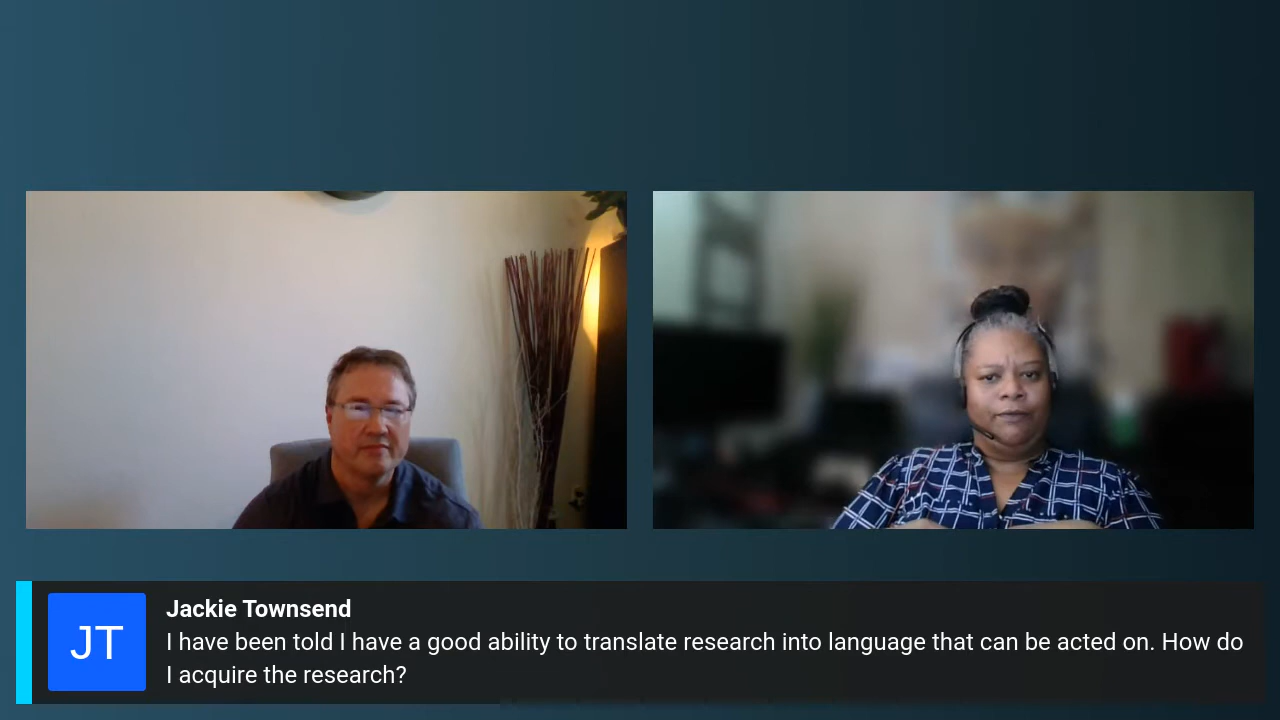 JT
Jackie Townsend
I have been told I have a good ability to translate research into language that can be acted on. How do
I acquire the research?